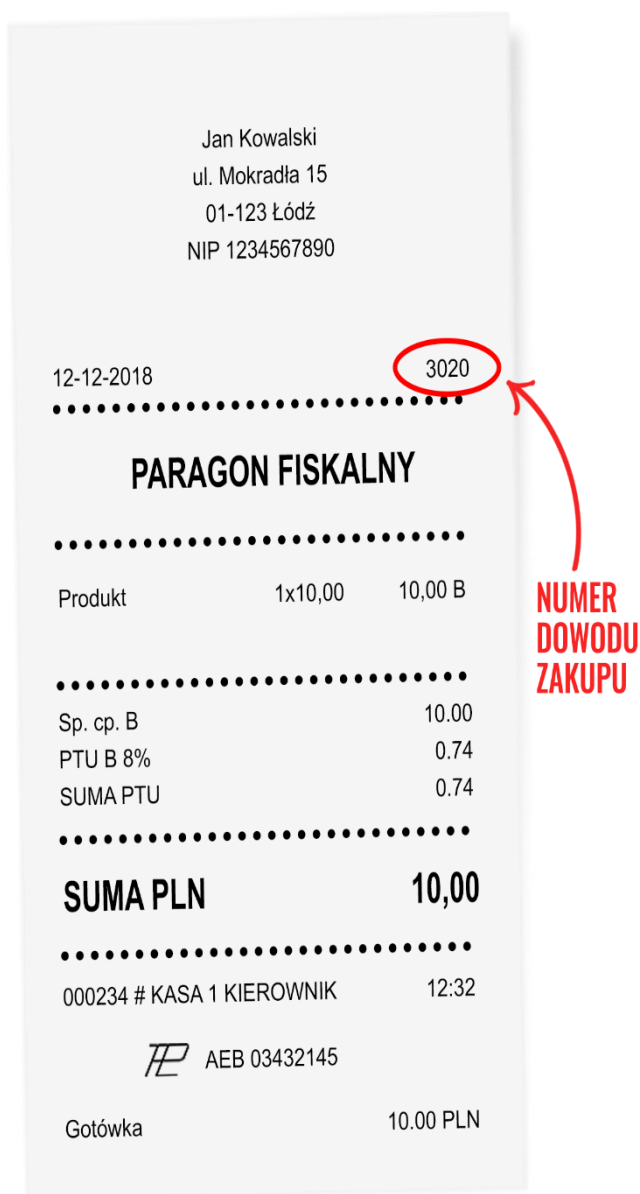 Jan Kowalski
ul. Mokradła 15
01-123 Łódź
NIP 1234567890
12-12-2018 3020
PARAGON FISKALNY
Produkt 1x10,00 10,00 B
NUMER
DOWODU
ZAKUPU
Sp. cp. B 10.00
PTU B 8% 0.74
SUMA PTU 0.74
SUMA PLN 10,00
000234 # KASA 1 KIEROWNIK 12:32
AEB 03432145
Gotówka 10.00 PLN